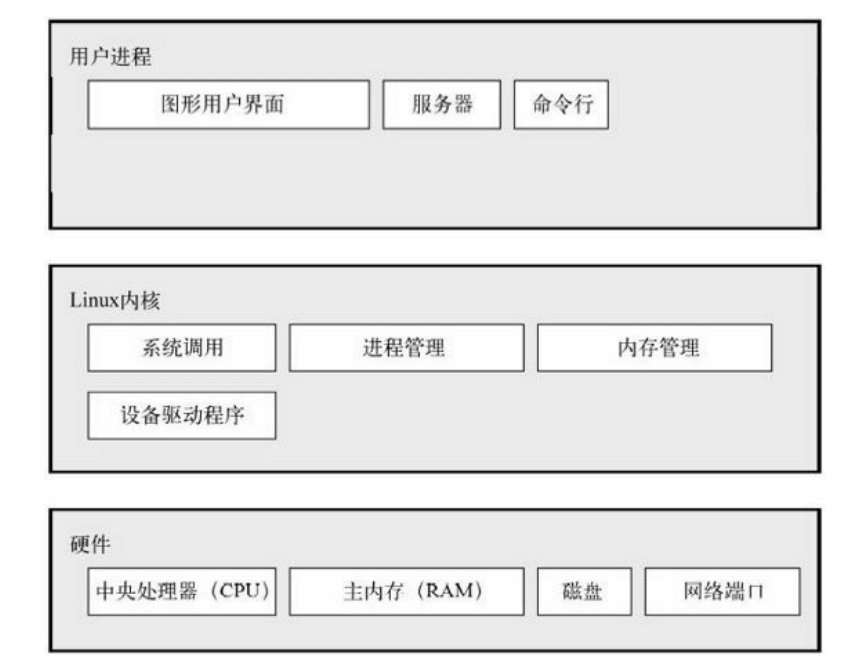 用户进程
图形用户界面 服务器 命令行
Linux内核
系统调用 进程管理 内存管理
设备驱动程序
硬件
中央处理器（CPU） 主内存（RAM） 磁盘 网络端口